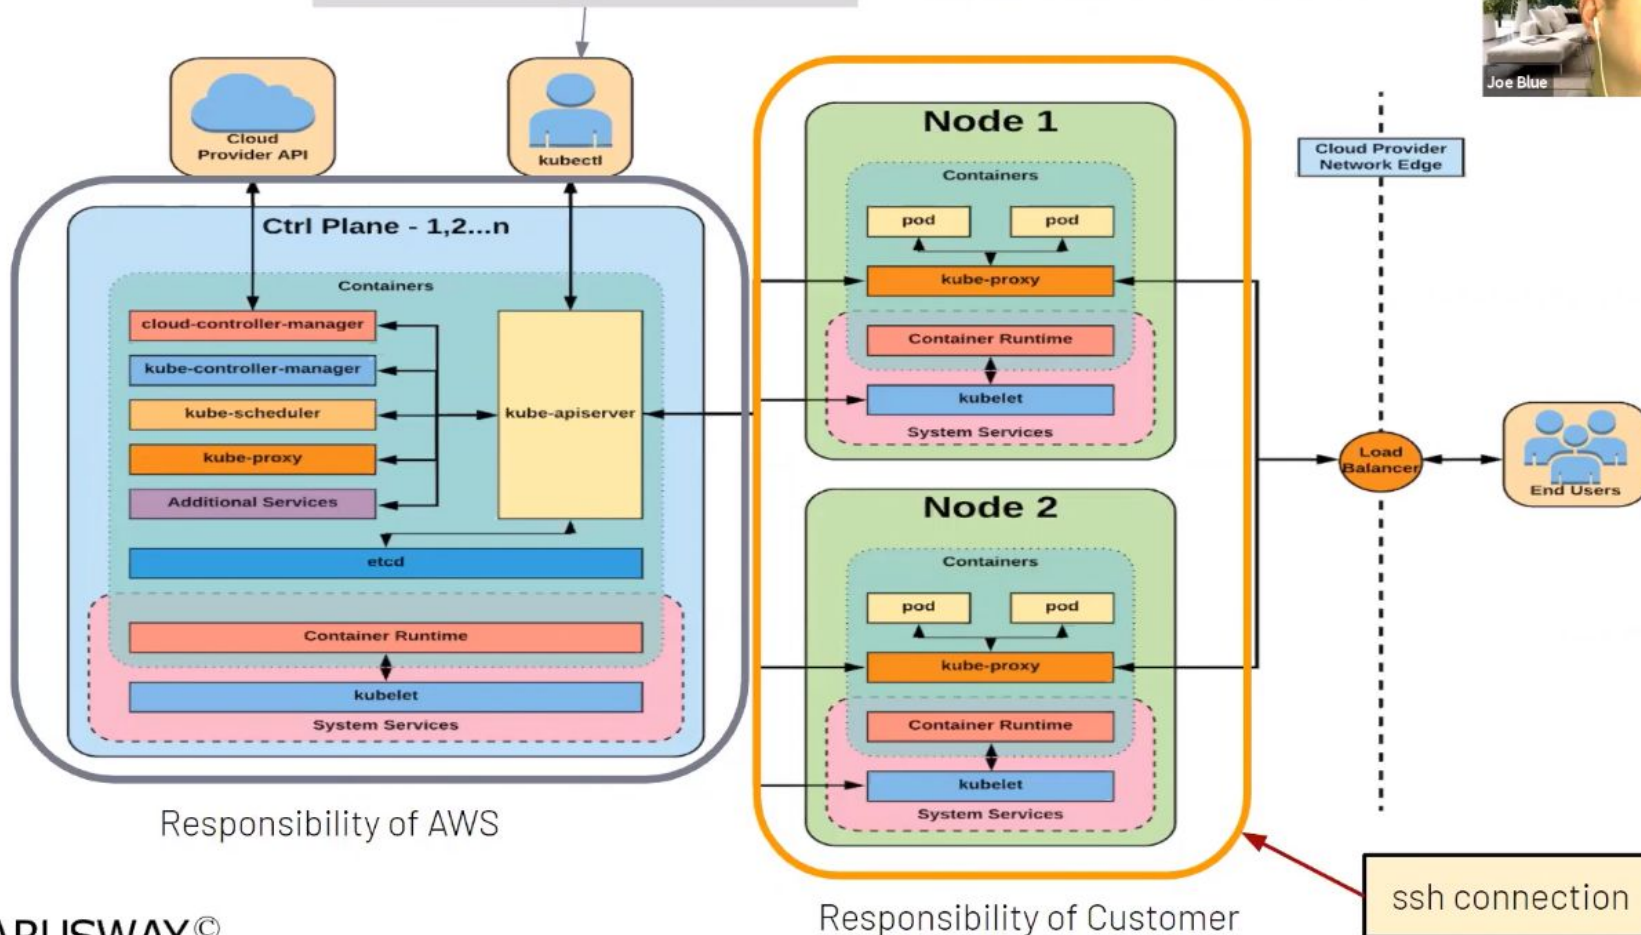 Joe Blue
Cloud
Provider API
kubectl
Ctrl Plane - 1,2...n
Containers
cloud-controller-manager
kube-controller-manager
kube-scheduler
kube-proxy
Additional Services
kube-apiserver
etcd
Container Runtime
kubelet
System Services
Responsibility of AWS
Node 1
Containers
pod
pod
kube-proxy
Container Runtime
kubelet
System Services
Node 2
Containers
pod
pod
kube-proxy
Container Runtime
kubelet
System Services
Responsibility of Customer
Cloud Provider
Network Edge
Load
Balancer
End Users
ssh connection